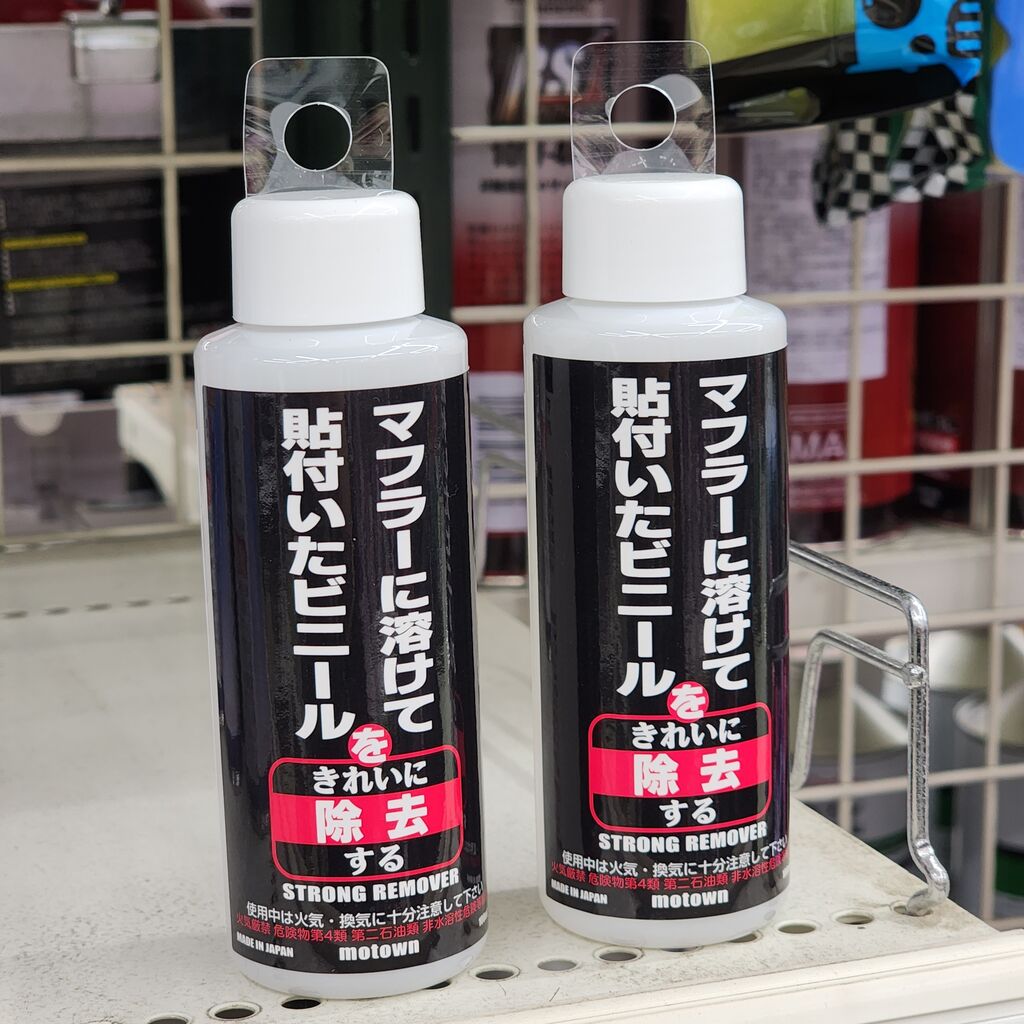 マフラーに溶けて
貼付いたビニール
を
きれいに
除去
する
STRONG REMOVER
使用中は火気・換気に十分注意して下さい
火気厳禁 危険物第4類 第二石油類 非水溶性危険
MADE IN JAPAN
motown
マフラーに溶けて
貼付いたビニール
を
きれいに
除去
する
STRONG REMOVER
使用中は火気・換気に十分注意して下さい
火気厳禁 危険物第4類 第二石油類 非水溶性危険
MADE IN JAPAN
motown